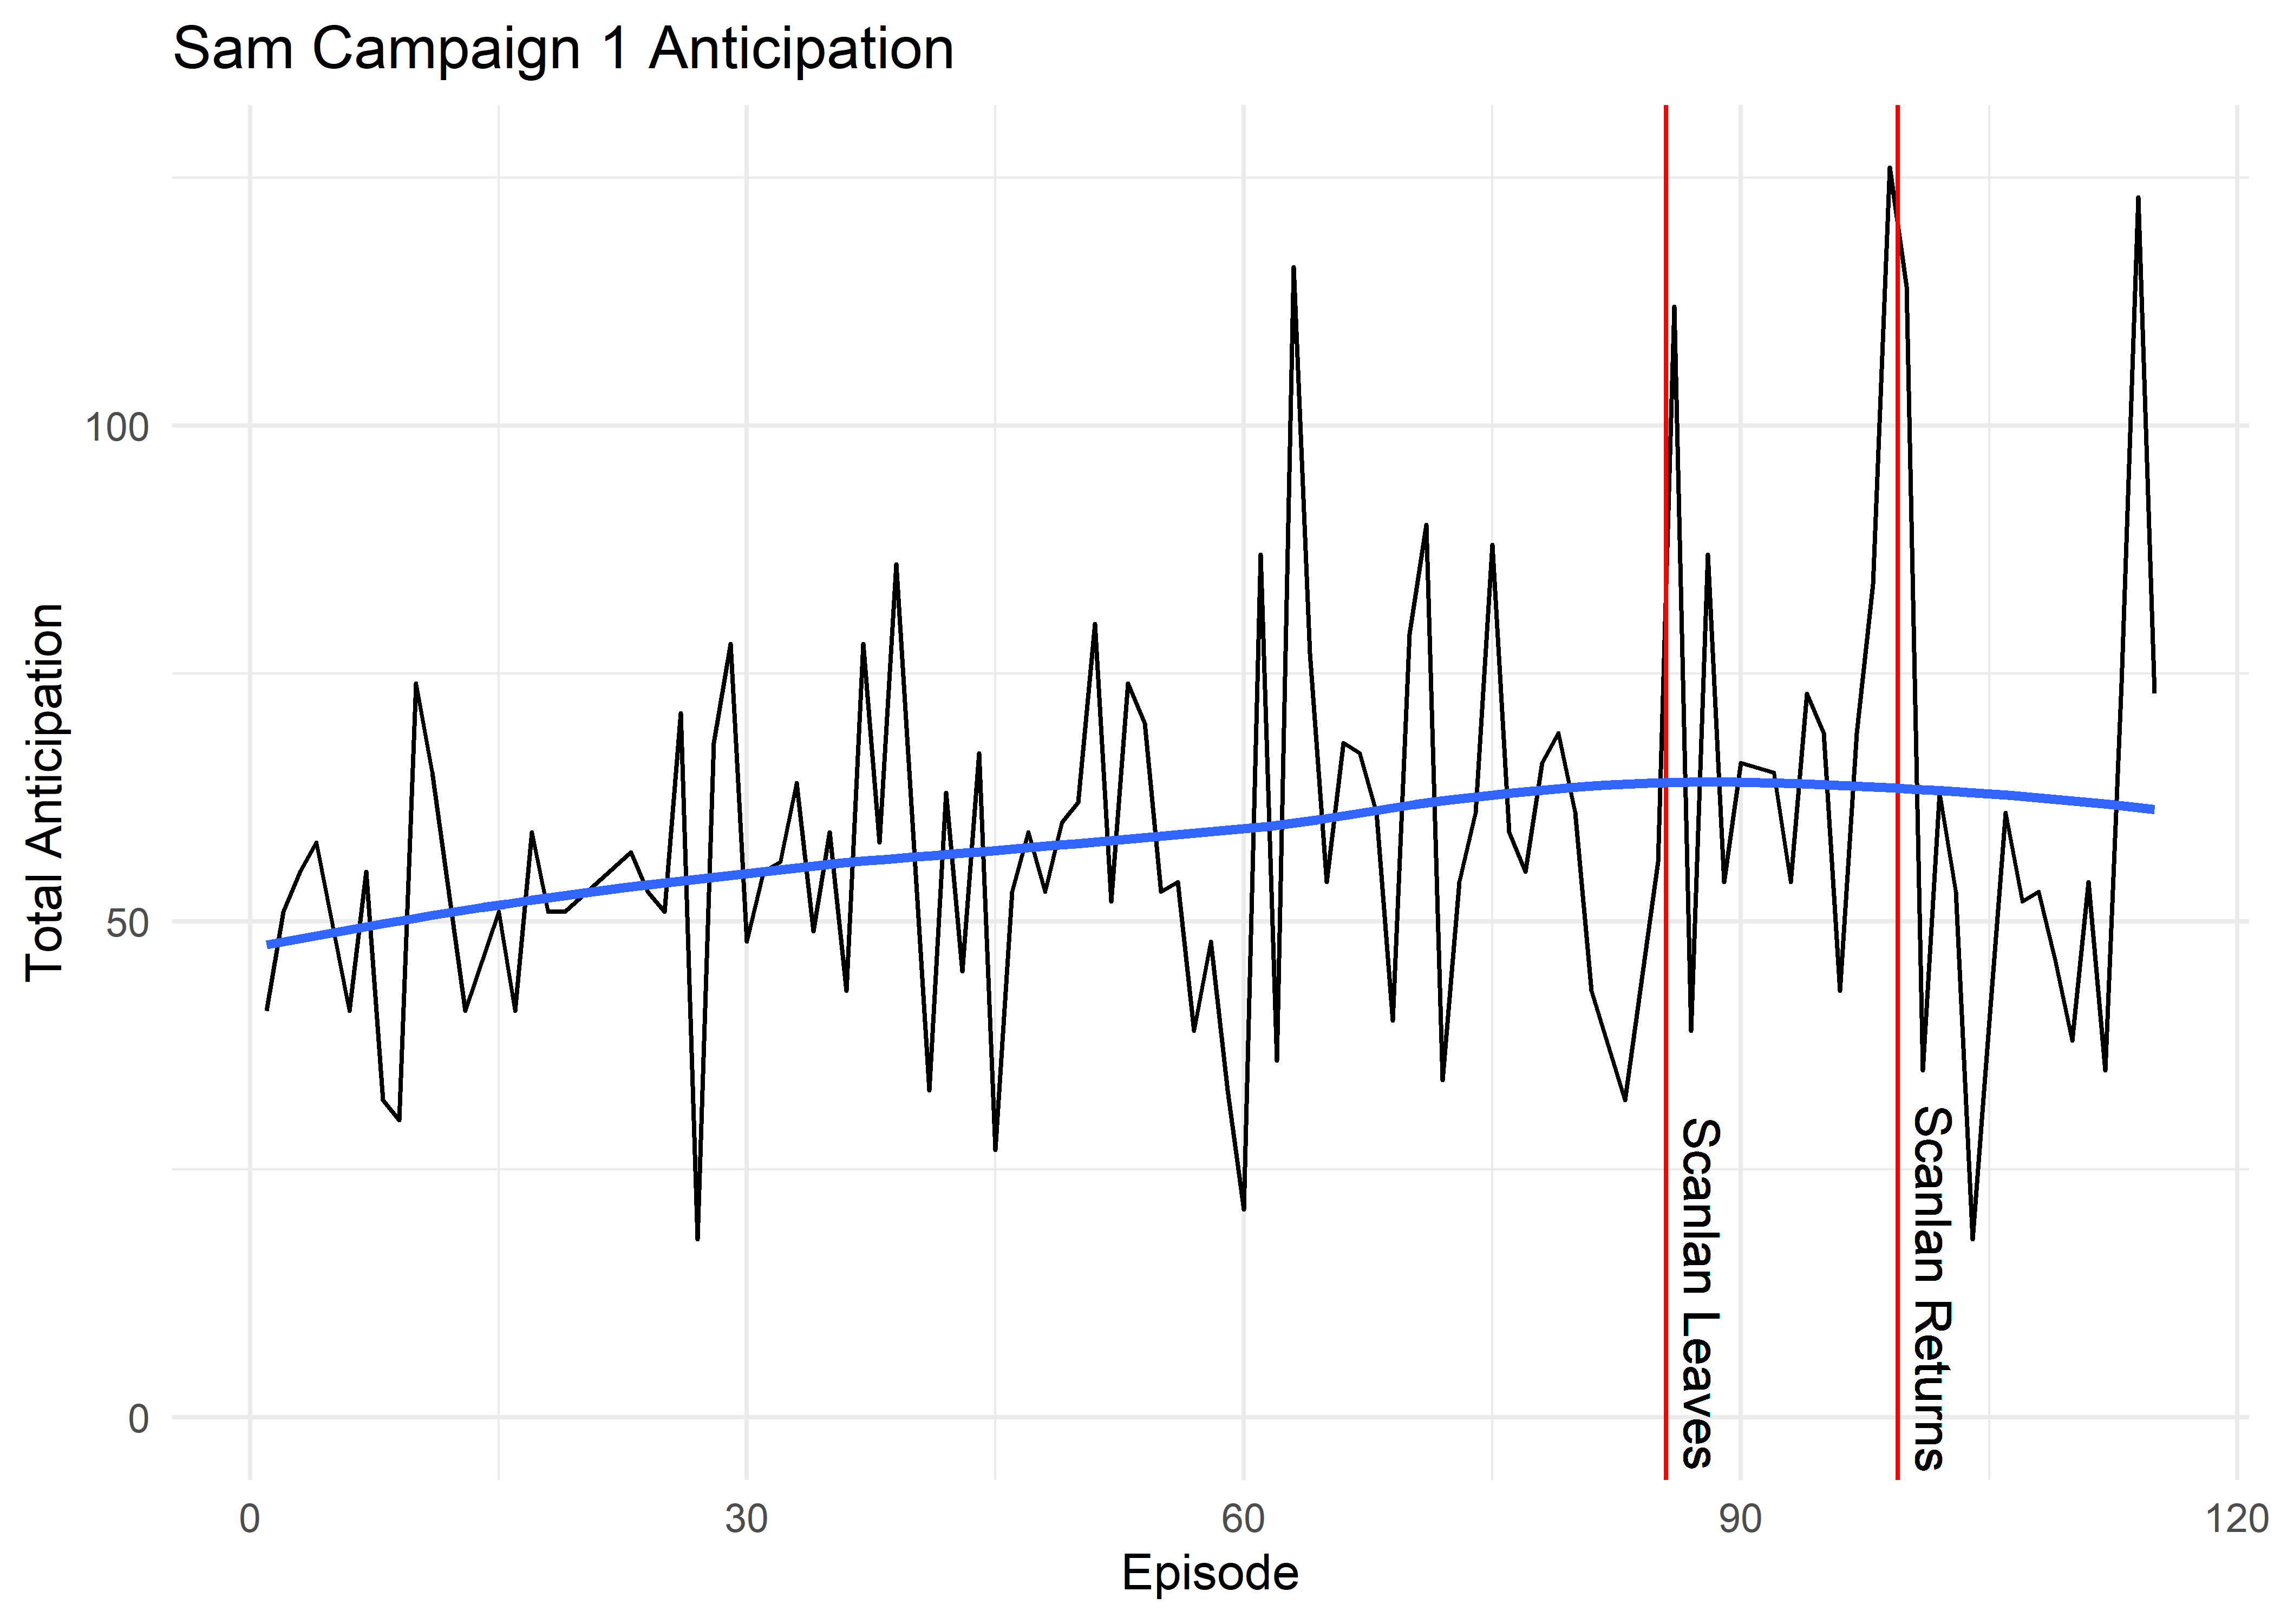 Sam Campaign 1 Anticipation
Total Anticipation
100
50
0
Scanlan Leaves
Scanlan Returns
0 30 60 90 120
Episode